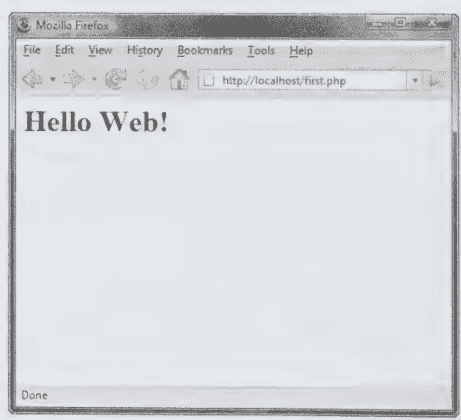 Mozilla Firefox
File Edit View History Bookmarks Tools Help
http://localhost/first.php
Hello Web!
Done